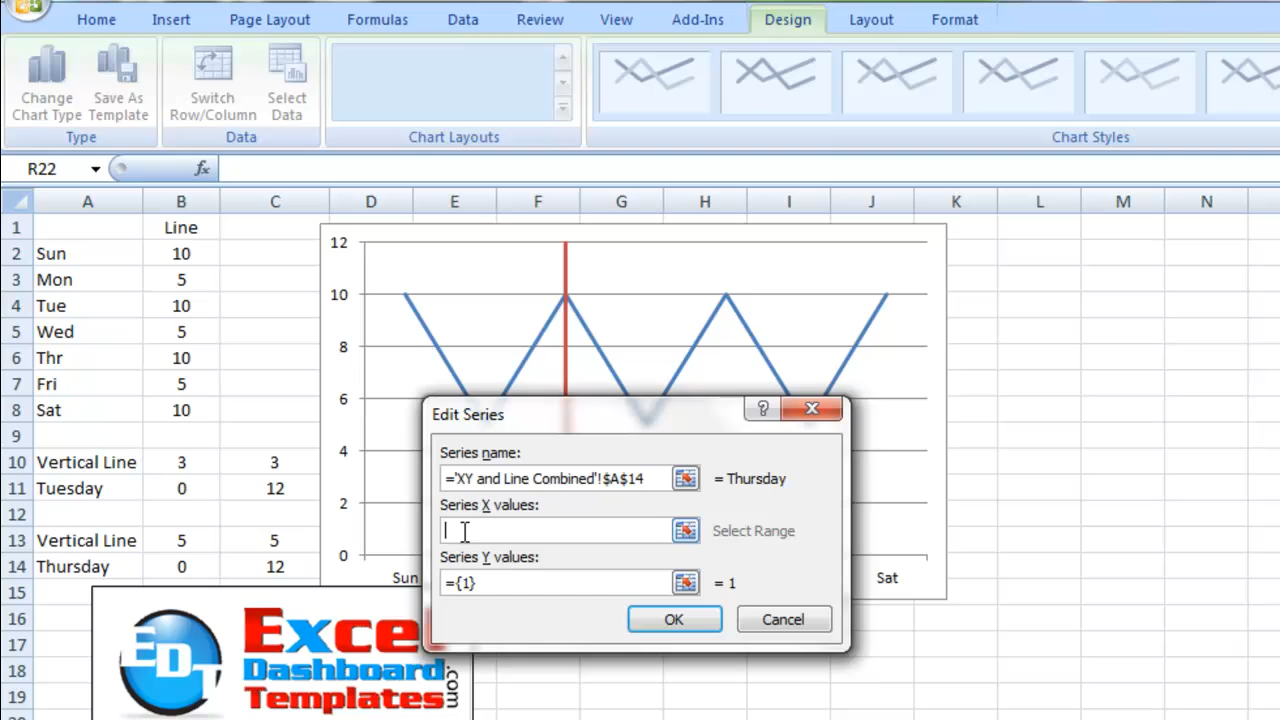 Home Insert Page Layout Formulas Data Review View Add-Ins Design Layout Format
Change Chart Type
Save As Template
Switch Row/Column
Select Data
Type Data Chart Layouts Chart Styles
R22 fx
A B C D E F G H I J K L M N
1 Line
2 Sun 10
3 Mon 5
4 Tue 10
5 Wed 5
6 Thr 10
7 Fri 5
8 Sat 10
9
10 Vertical Line 3 3
11 Tuesday 0 12
12
13 Vertical Line 5 5
14 Thursday 0 12
15
16
17
18
19
12
10
8
6
4
2
0
Sun Sat
Edit Series
?
Series name:
='XY and Line Combined'!$A$14 = Thursday
Series X values:
Select Range
Series Y values:
={1} = 1
OK Cancel
EDT
Exce
Dashboard
Templates
.com